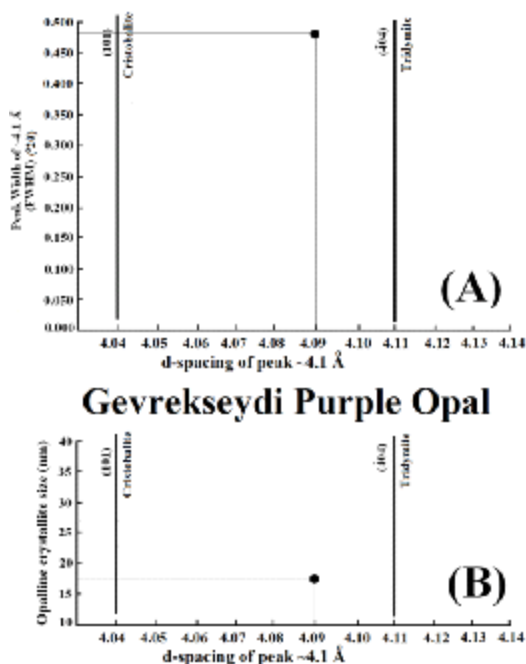 0.500
0.450
0.400
0.350
0.300
0.250
0.200
0.150
0.100
0.050
0.000
Peak Width of ~4.1 Å
(FWHM) (°2θ)
(101)
Cristobalite
(404)
Tridymite
(A)
4.04 4.05 4.06 4.07 4.08 4.09 4.10 4.11 4.12 4.13 4.14
d-spacing of peak ~4.1 Å
Gevrekseydi Purple Opal
40
35
30
25
20
15
10
Opalline crystallite size (nm)
(101)
Cristobalite
(404)
Tridymite
(B)
4.04 4.05 4.06 4.07 4.08 4.09 4.10 4.11 4.12 4.13 4.14
d-spacing of peak ~4.1 Å